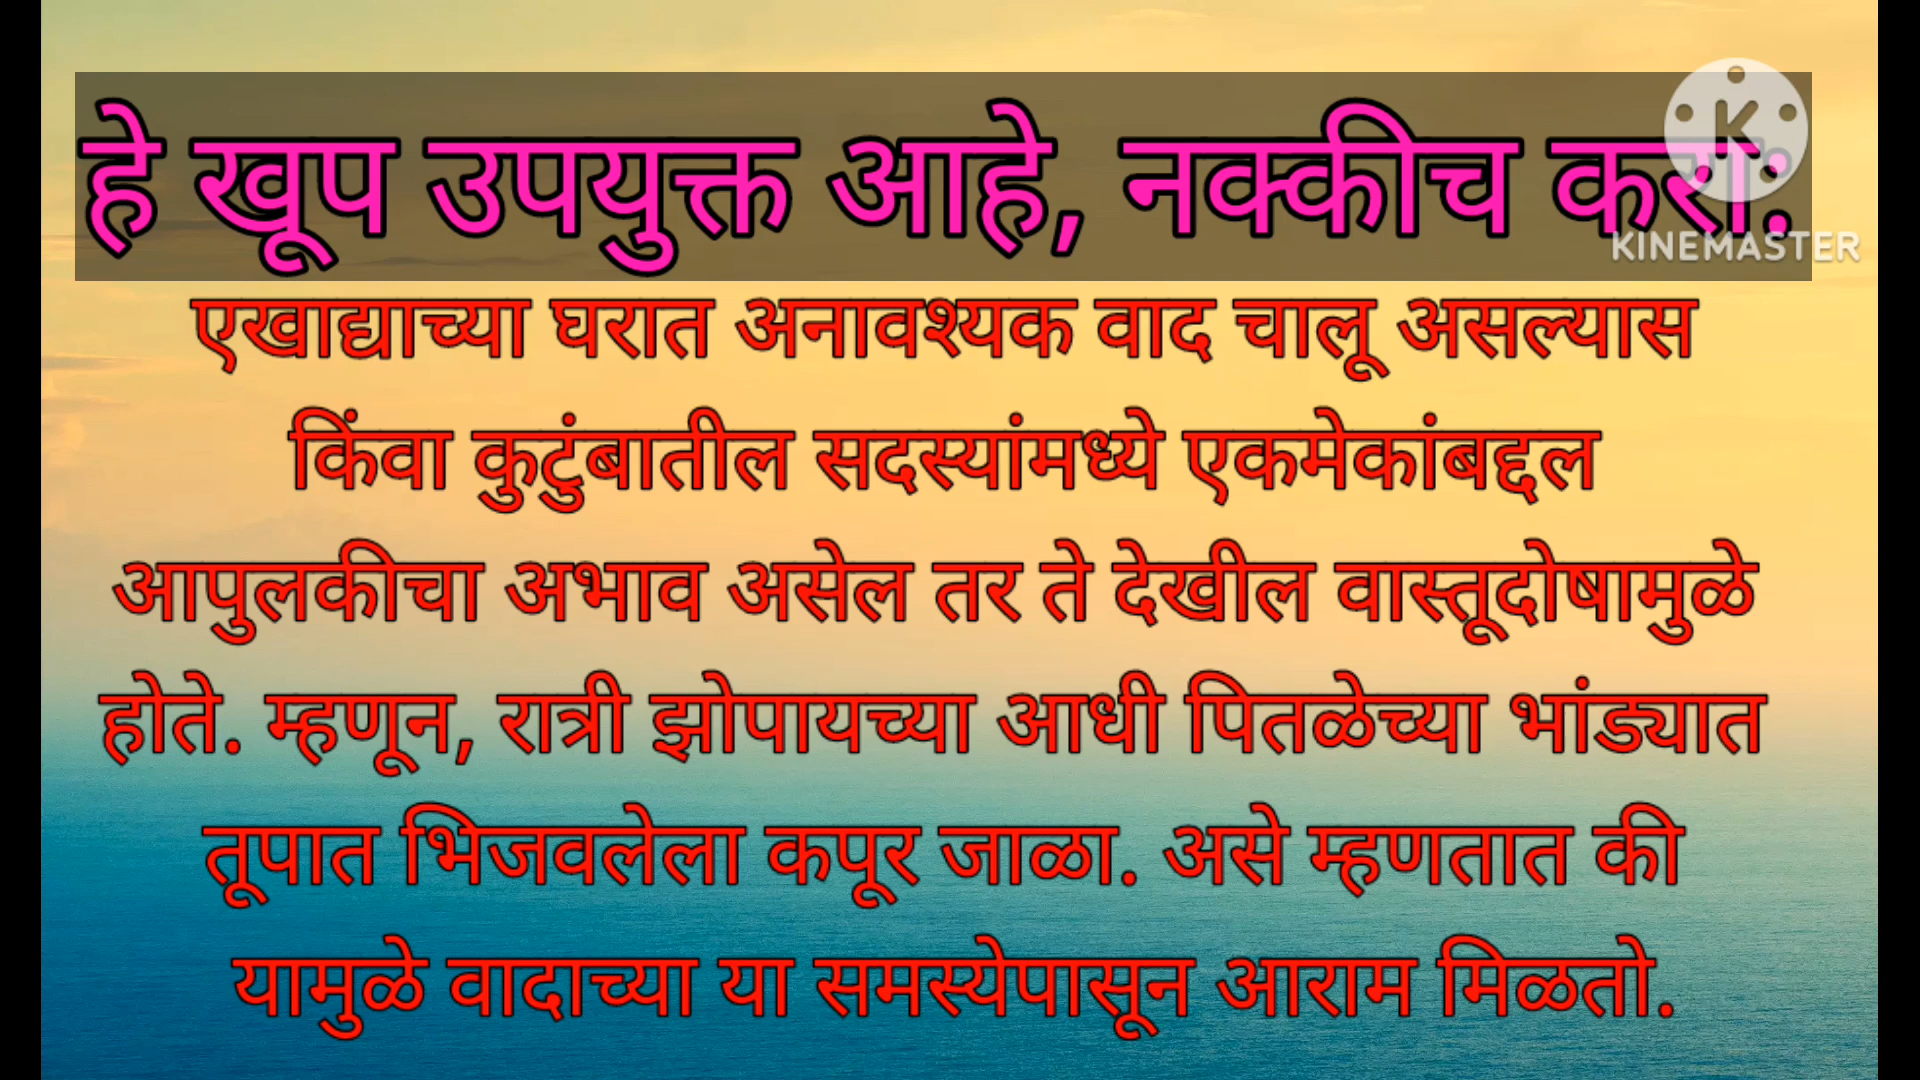 हे खूप उपयुक्त आहे, नक्कीच करा:
K
KINEMASTER
एखाद्याच्या घरात अनावश्यक वाद चालू असल्यास
किंवा कुटुंबातील सदस्यांमध्ये एकमेकांबद्दल
आपुलकीचा अभाव असेल तर ते देखील वास्तूदोषामुळे
होते. म्हणून, रात्री झोपायच्या आधी पितळेच्या भांड्यात
तूपात भिजवलेला कपूर जाळा. असे म्हणतात की
यामुळे वादाच्या या समस्येपासून आराम मिळतो.